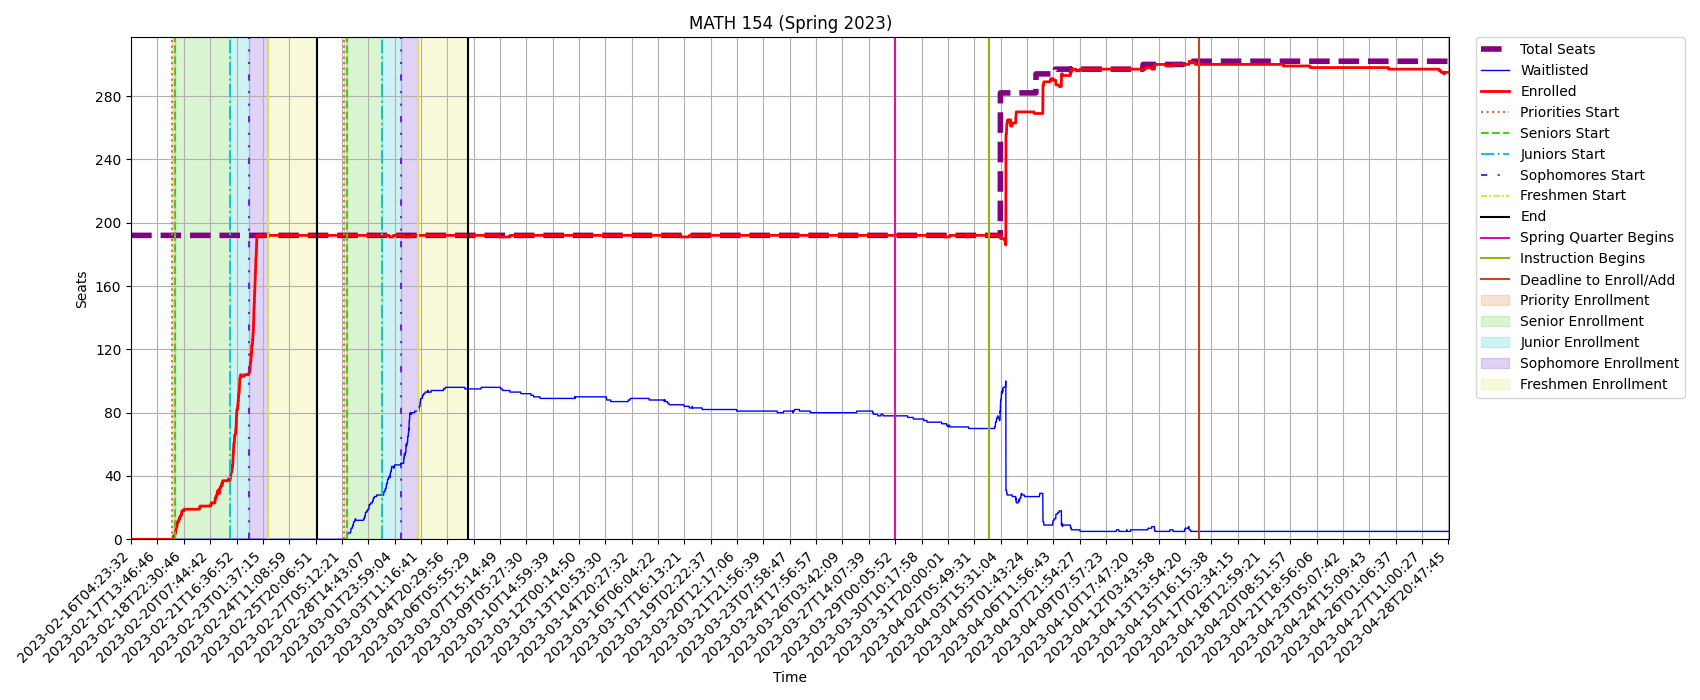 MATH 154 (Spring 2023)
Seats
280
240
200
160
120
80
40
0
2023-02-16T04:23:32
2023-02-17T13:46:46
2023-02-18T22:30:46
2023-02-20T07:44:42
2023-02-21T16:36:52
2023-02-23T01:37:15
2023-02-24T11:08:59
2023-02-25T20:06:51
2023-02-27T05:12:21
2023-02-28T14:43:07
2023-03-01T23:59:04
2023-03-03T11:16:41
2023-03-04T20:29:56
2023-03-06T05:55:29
2023-03-07T15:14:49
2023-03-09T05:27:30
2023-03-10T14:59:39
2023-03-12T00:14:50
2023-03-13T10:53:30
2023-03-14T20:27:32
2023-03-16T06:04:22
2023-03-17T16:13:21
2023-03-19T02:22:37
2023-03-20T12:17:06
2023-03-21T21:56:39
2023-03-23T07:58:47
2023-03-24T17:56:57
2023-03-26T03:42:09
2023-03-27T14:07:39
2023-03-29T00:05:52
2023-03-30T10:17:58
2023-03-31T20:00:01
2023-04-02T05:49:31
2023-04-03T15:31:04
2023-04-05T01:43:24
2023-04-06T11:56:43
2023-04-07T21:54:27
2023-04-09T07:57:23
2023-04-10T17:47:20
2023-04-12T03:43:58
2023-04-13T13:54:20
2023-04-15T16:15:38
2023-04-17T02:34:15
2023-04-18T12:59:21
2023-04-20T08:51:57
2023-04-21T18:56:06
2023-04-23T05:07:42
2023-04-24T15:09:43
2023-04-26T01:06:37
2023-04-27T11:00:27
2023-04-28T20:47:45
Time
Total Seats
Waitlisted
Enrolled
Priorities Start
Seniors Start
Juniors Start
Sophomores Start
Freshmen Start
End
Spring Quarter Begins
Instruction Begins
Deadline to Enroll/Add
Priority Enrollment
Senior Enrollment
Junior Enrollment
Sophomore Enrollment
Freshmen Enrollment